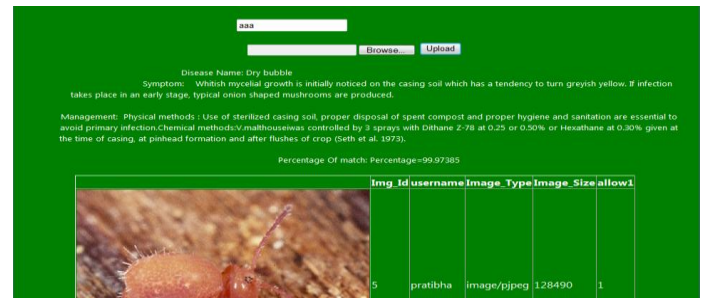 aaa
Browse... Upload
Disease Name: Dry bubble
Symptom: Whitish mycelial growth is initially noticed on the casing soil which has a tendency to turn greyish yellow. If infection
takes place in an early stage, typical onion shaped mushrooms are produced.
Management: Physical methods : Use of sterilized casing soil, proper disposal of spent compost and proper hygiene and sanitation are essential to
avoid primary infection.Chemical methods:V.malthouseiwas controlled by 3 sprays with Dithane Z-78 at 0.25 or 0.50% or Hexathane at 0.30% given at
the time of casing, at pinhead formation and after flushes of crop (Seth et al. 1973).
Percentage Of match: Percentage=99.97385
Img_Id username Image_Type Image_Size allow1
5 pratibha image/pjpeg 128490 1